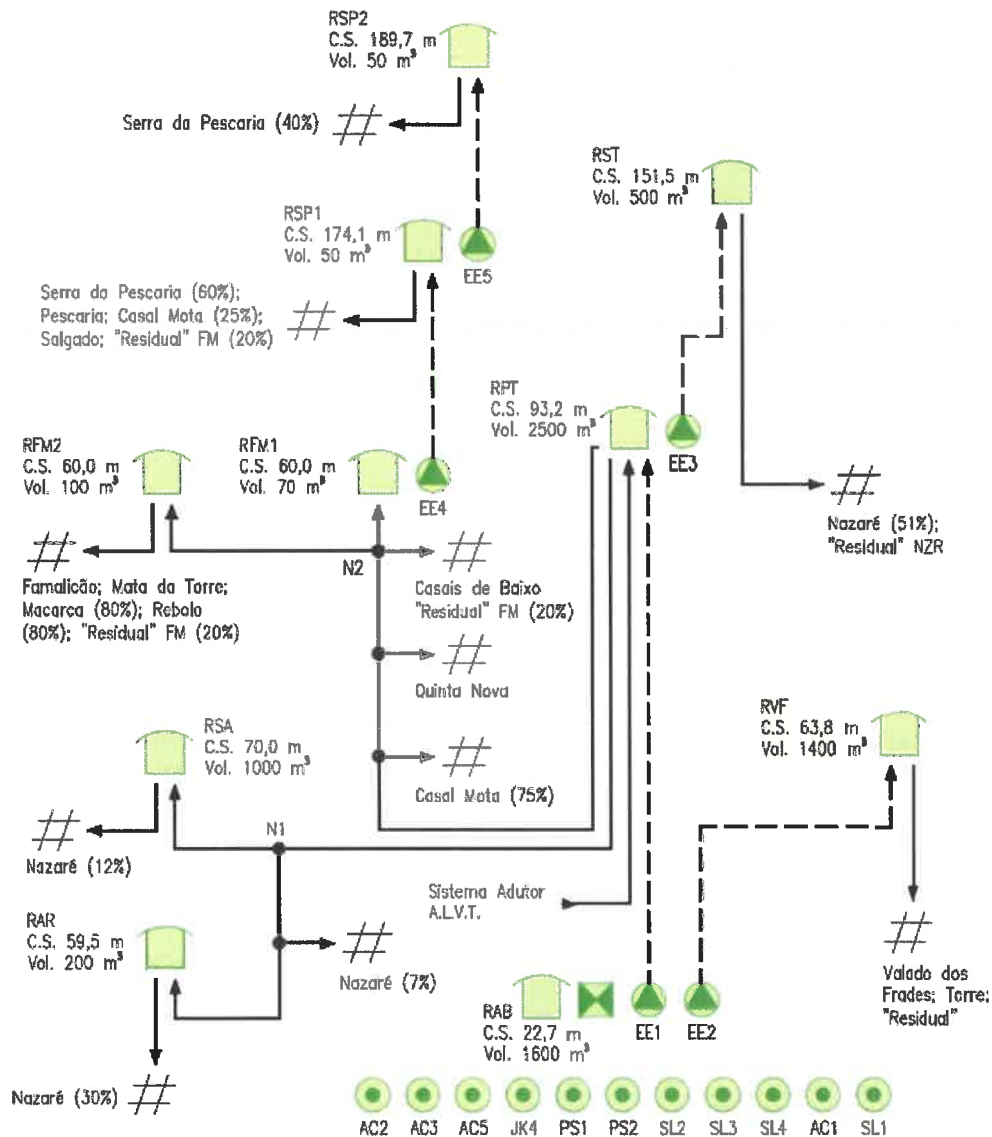 RSP2
C.S. 189,7 m
Vol. 50 m³
Serra da Pescaria (40%)
RST
C.S. 151,5 m
Vol. 500 m³
RSP1
C.S. 174,1 m
Vol. 50 m³
EE5
Serra da Pescaria (60%);
Pescaria; Casal Mota (25%);
Salgado; "Residual" FM (20%)
RPT
C.S. 93,2 m
Vol. 2500 m³
EE3
RFM2
C.S. 60,0 m
Vol. 100 m³
RFM1
C.S. 60,0 m
Vol. 70 m³
EE4
Nazaré (51%);
"Residual" NZR
N2
Famalicão; Mata da Torre;
Macarca (80%); Rebolo
(80%); "Residual" FM (20%)
Casais de Baixo
"Residual" FM (20%)
Quinta Nova
RSA
C.S. 70,0 m
Vol. 1000 m³
RVF
C.S. 63,8 m
Vol. 1400 m³
Casal Mota (75%)
N1
Nazaré (12%)
Sistema Adutor
A.L.V.T.
RAR
C.S. 59,5 m
Vol. 200 m³
Nazaré (7%)
Valado dos
Frades; Torre;
"Residual"
RAB
C.S. 22,7 m
Vol. 1600 m³
EE1
EE2
Nazaré (30%)
AC2 AC3 AC5 JK4 PS1 PS2 SL2 SL3 SL4 AC1 SL1